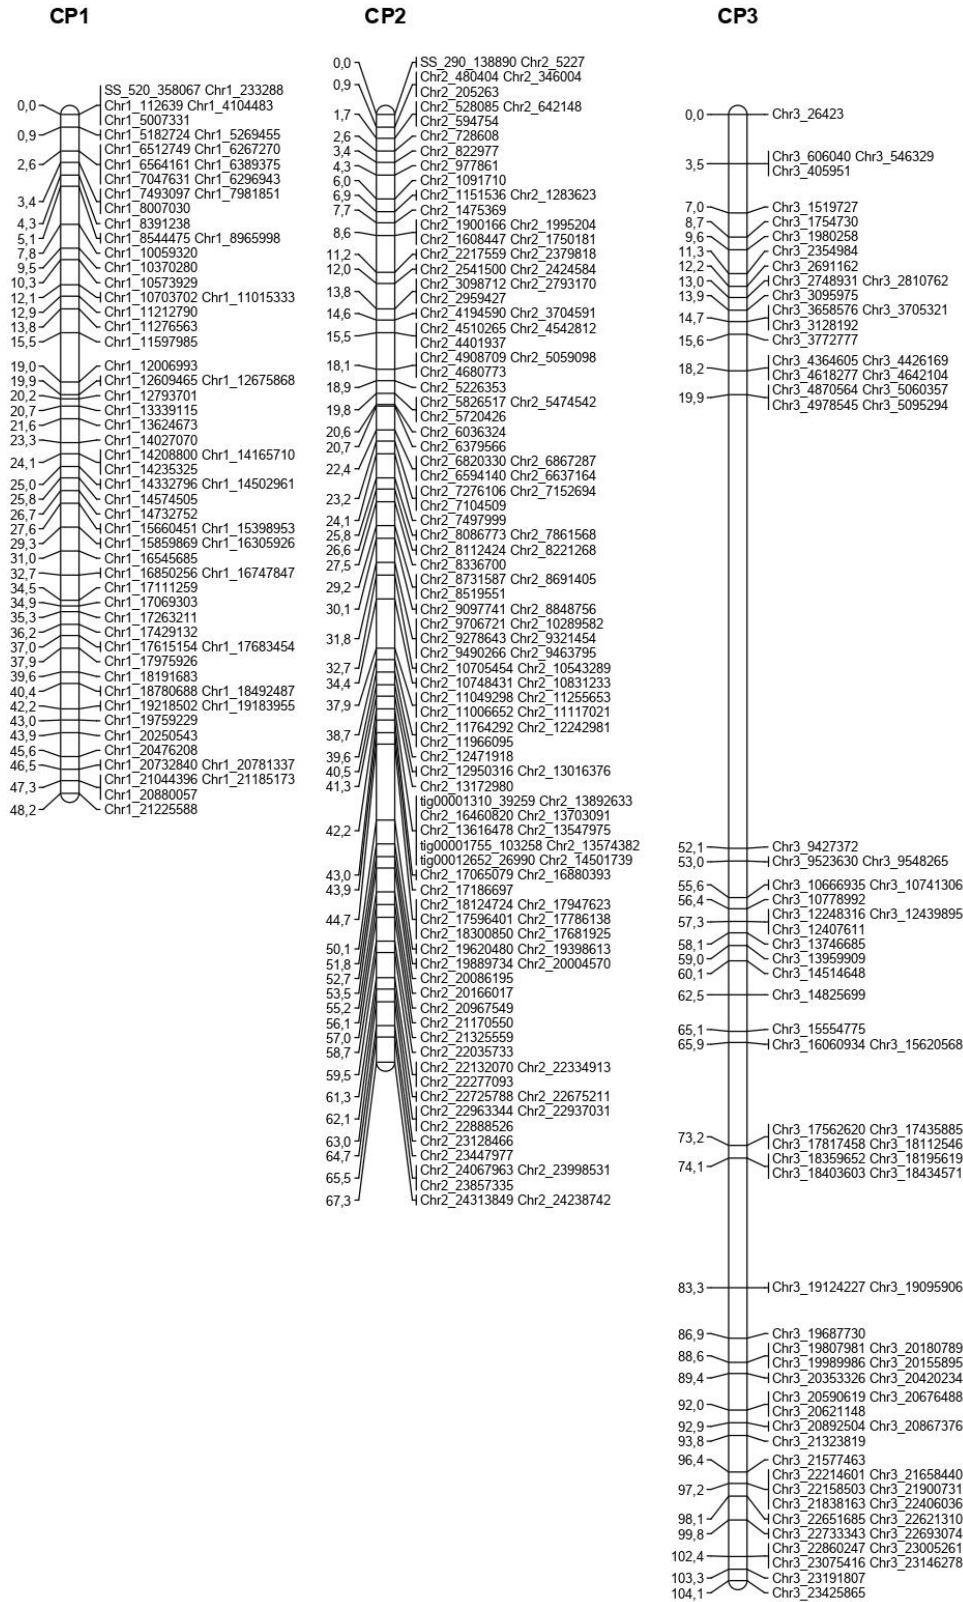 CP1
SS_520_358067 Chr1_233288
0,0 Chr1_112639 Chr1_4104483
Chr1_5007331
0,9 Chr1_5182724 Chr1_5269455
Chr1_6512749 Chr1_6267270
2,6 Chr1_6564161 Chr1_6389375
Chr1_7047631 Chr1_6296943
3,4 Chr1_7493097 Chr1_7981851
Chr1_8007030
4,3 Chr1_8391238
5,1 Chr1_8544475 Chr1_8965998
7,8 Chr1_10059320
9,5 Chr1_10370280
10,3 Chr1_10573929
12,1 Chr1_10703702 Chr1_11015333
12,9 Chr1_11212790
13,8 Chr1_11276563
15,5 Chr1_11597985
19,0 Chr1_12006993
19,9 Chr1_12609465 Chr1_12675868
20,2 Chr1_12793701
20,7 Chr1_13339115
21,6 Chr1_13624673
23,3 Chr1_14027070
24,1 Chr1_14208800 Chr1_14165710
Chr1_14235325
25,0 Chr1_14332796 Chr1_14502961
25,8 Chr1_14574505
26,7 Chr1_14732752
27,6 Chr1_15660451 Chr1_15398953
29,3 Chr1_15859869 Chr1_16305926
31,0 Chr1_16545685
32,7 Chr1_16850256 Chr1_16747847
34,5 Chr1_17111259
34,9 Chr1_17069303
35,3 Chr1_17263211
36,2 Chr1_17429132
37,0 Chr1_17615154 Chr1_17683454
37,9 Chr1_17975926
39,6 Chr1_18191683
40,4 Chr1_18780688 Chr1_18492487
42,2 Chr1_19218502 Chr1_19183955
43,0 Chr1_19759229
43,9 Chr1_20250543
45,6 Chr1_20476208
46,5 Chr1_20732840 Chr1_20781337
47,3 Chr1_21044396 Chr1_21185173
Chr1_20880057
48,2 Chr1_21225588
CP2
0,0 SS_290_138890 Chr2_5227
0,9 Chr2_480404 Chr2_346004
Chr2_205263
1,7 Chr2_528085 Chr2_642148
Chr2_594754
2,6 Chr2_728608
3,4 Chr2_822977
4,3 Chr2_977861
6,0 Chr2_1091710
6,9 Chr2_1151536 Chr2_1283623
7,7 Chr2_1475369
8,6 Chr2_1900166 Chr2_1995204
Chr2_1608447 Chr2_1750181
11,2 Chr2_2217559 Chr2_2379818
12,0 Chr2_2541500 Chr2_2424584
13,8 Chr2_3098712 Chr2_2793170
Chr2_2959427
14,6 Chr2_4194590 Chr2_3704591
15,5 Chr2_4510265 Chr2_4542812
Chr2_4401937
18,1 Chr2_4908709 Chr2_5059098
Chr2_4680773
18,9 Chr2_5226353
19,8 Chr2_5826517 Chr2_5474542
Chr2_5720426
20,6 Chr2_6036324
20,7 Chr2_6379566
22,4 Chr2_6820330 Chr2_6867287
Chr2_6594140 Chr2_6637164
23,2 Chr2_7276106 Chr2_7152694
Chr2_7104509
24,1 Chr2_7497999
25,8 Chr2_8086773 Chr2_7861568
26,6 Chr2_8112424 Chr2_8221268
27,5 Chr2_8336700
29,2 Chr2_8731587 Chr2_8691405
Chr2_8519551
30,1 Chr2_9097741 Chr2_8848756
Chr2_9706721 Chr2_10289582
31,8 Chr2_9278643 Chr2_9321454
Chr2_9490266 Chr2_9463795
32,7 Chr2_10705454 Chr2_10543289
34,4 Chr2_10748431 Chr2_10831233
37,9 Chr2_11049298 Chr2_11255653
Chr2_11006652 Chr2_11117021
38,7 Chr2_11764292 Chr2_12242981
Chr2_11966095
39,6 Chr2_12471918
40,5 Chr2_12950316 Chr2_13016376
41,3 Chr2_13172980
tig00001310_39259 Chr2_13892633
Chr2_16460820 Chr2_13703091
42,2 Chr2_13616478 Chr2_13547975
tig00001755_103258 Chr2_13574382
tig00012652_26990 Chr2_14501739
43,0 Chr2_17065079 Chr2_16880393
43,9 Chr2_17186697
Chr2_18124724 Chr2_17947623
44,7 Chr2_17596401 Chr2_17786138
Chr2_18300850 Chr2_17681925
50,1 Chr2_19620480 Chr2_19398613
51,8 Chr2_19889734 Chr2_20004570
52,7 Chr2_20086195
53,5 Chr2_20166017
55,2 Chr2_20967549
56,1 Chr2_21170550
57,0 Chr2_21325559
58,7 Chr2_22035733
59,5 Chr2_22132070 Chr2_22334913
Chr2_22277093
61,3 Chr2_22725788 Chr2_22675211
62,1 Chr2_22963344 Chr2_22937031
Chr2_22888526
63,0 Chr2_23128466
64,7 Chr2_23447977
65,5 Chr2_24067963 Chr2_23998531
Chr2_23857335
67,3 Chr2_24313849 Chr2_24238742
CP3
0,0 Chr3_26423
3,5 Chr3_606040 Chr3_546329
Chr3_405951
7,0 Chr3_1519727
8,7 Chr3_1754730
9,6 Chr3_1980258
11,3 Chr3_2354984
12,2 Chr3_2691162
13,0 Chr3_2748931 Chr3_2810762
13,9 Chr3_3095975
14,7 Chr3_3658576 Chr3_3705321
Chr3_3128192
15,6 Chr3_3772777
18,2 Chr3_4364605 Chr3_4426169
Chr3_4618277 Chr3_4642104
19,9 Chr3_4870564 Chr3_5060357
Chr3_4978545 Chr3_5095294
52,1 Chr3_9427372
53,0 Chr3_9523630 Chr3_9548265
55,6 Chr3_10666935 Chr3_10741306
56,4 Chr3_10778992
57,3 Chr3_12248316 Chr3_12439895
Chr3_12407611
58,1 Chr3_13746685
59,0 Chr3_13959909
60,1 Chr3_14514648
62,5 Chr3_14825699
65,1 Chr3_15554775
65,9 Chr3_16060934 Chr3_15620568
73,2 Chr3_17562620 Chr3_17435885
Chr3_17817458 Chr3_18112546
74,1 Chr3_18359652 Chr3_18195619
Chr3_18403603 Chr3_18434571
83,3 Chr3_19124227 Chr3_19095906
86,9 Chr3_19687730
88,6 Chr3_19807981 Chr3_20180789
Chr3_19989986 Chr3_20155895
89,4 Chr3_20353326 Chr3_20420234
92,0 Chr3_20590619 Chr3_20676488
Chr3_20621148
92,9 Chr3_20892504 Chr3_20867376
93,8 Chr3_21323819
96,4 Chr3_21577463
Chr3_22214601 Chr3_21658440
97,2 Chr3_22158503 Chr3_21900731
Chr3_21838163 Chr3_22406036
98,1 Chr3_22651685 Chr3_22621310
99,8 Chr3_22733343 Chr3_22693074
102,4 Chr3_22860247 Chr3_23005261
Chr3_23075416 Chr3_23146278
103,3 Chr3_23191807
104,1 Chr3_23425865